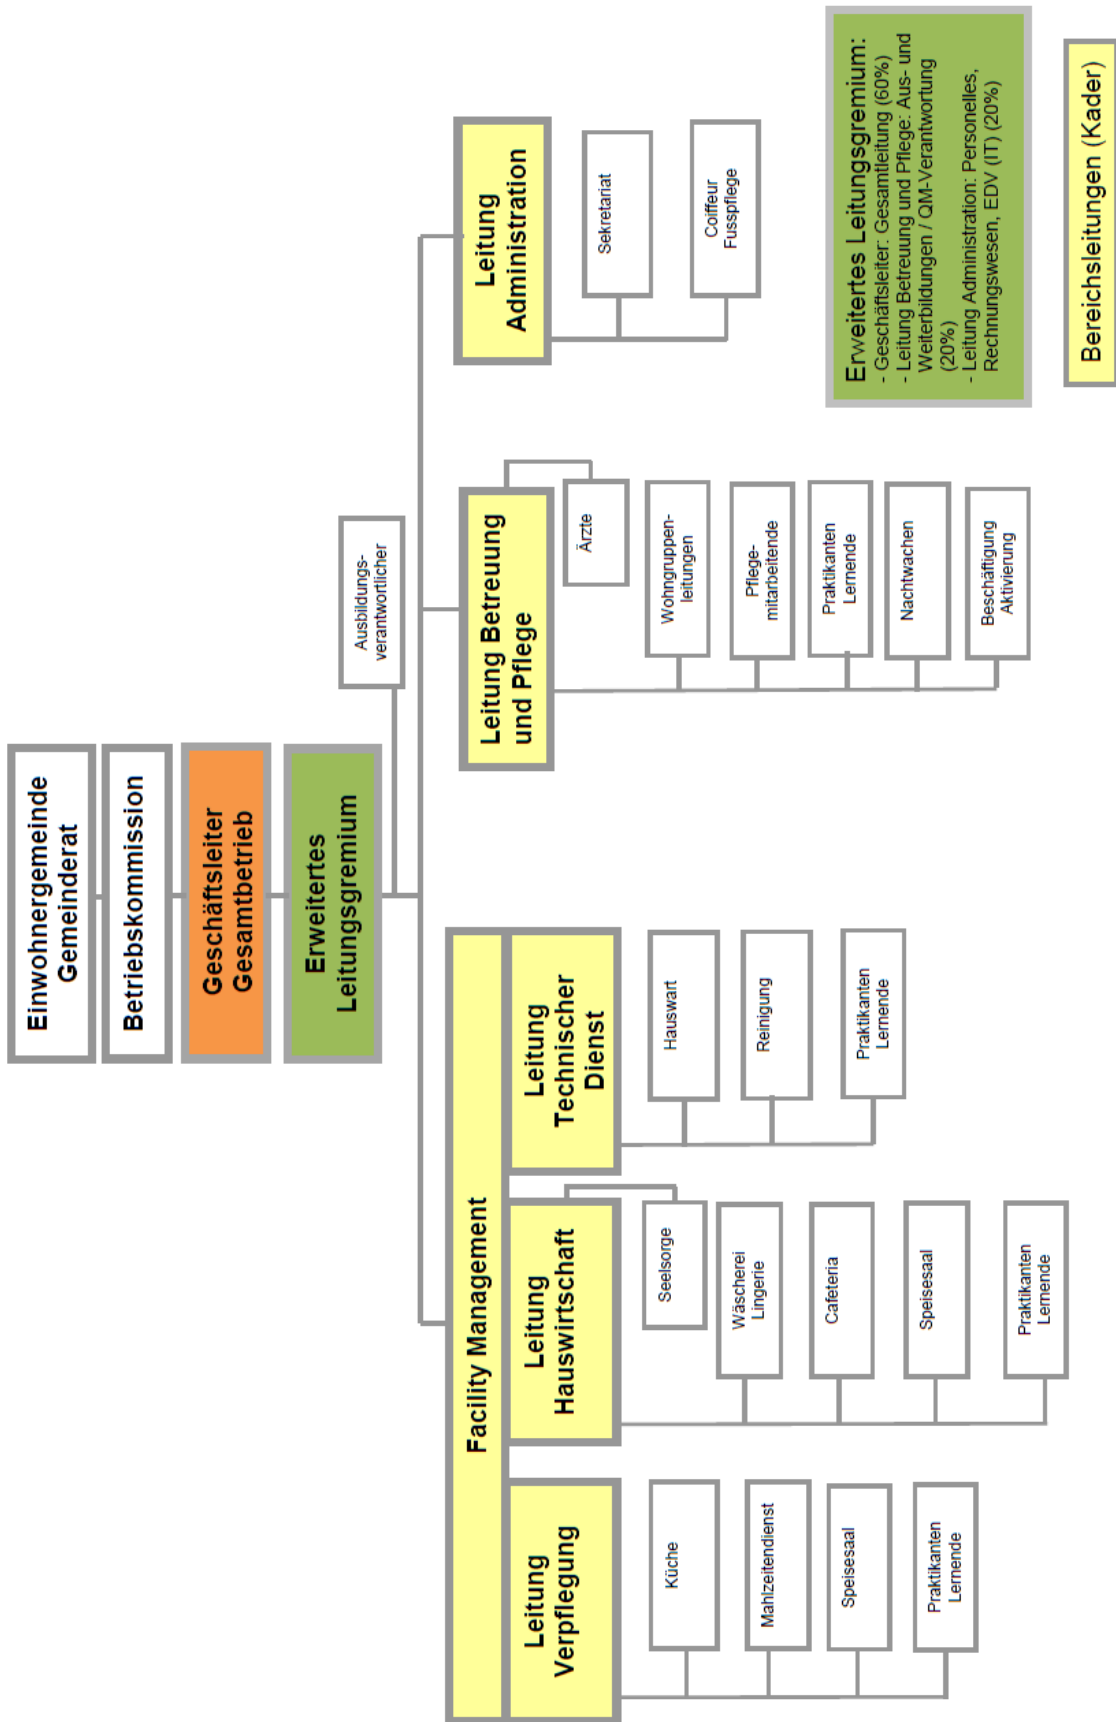 Einwohnergemeinde
Gemeinderat
Betriebskommission
Geschäftsleiter
Gesamtbetrieb
Erweitertes
Leitungsgremium
Ausbildungs-
verantwortlicher
Facility Management
Leitung
Verpflegung
Küche
Mahlzeitendienst
Speisesaal
Praktikanten
Lernende
Leitung
Hauswirtschaft
Seelsorge
Wäscherei
Lingerie
Cafeteria
Speisesaal
Praktikanten
Lernende
Leitung
Technischer
Dienst
Hauswart
Reinigung
Praktikanten
Lernende
Leitung Betreuung
und Pflege
Ärzte
Wohngruppen-
leitungen
Pflege-
mitarbeitende
Praktikanten
Lernende
Nachtwachen
Beschäftigung
Aktivierung
Leitung
Administration
Sekretariat
Coiffeur
Fusspflege
Erweitertes Leitungsgremium:
- Geschäftsleiter: Gesamtleitung (60%)
- Leitung Betreuung und Pflege: Aus- und
Weiterbildungen / QM-Verantwortung
(20%)
- Leitung Administration: Personelles,
Rechnungswesen, EDV (IT) (20%)
Bereichsleitungen (Kader)